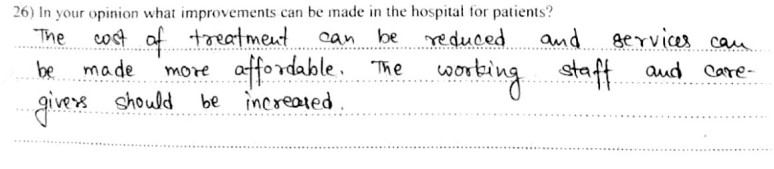 26) In your opinion what improvements can be made in the hospital for patients?
The cost of treatment can be reduced and services can
be made more affordable. The working staff and care-
givers should be increased.